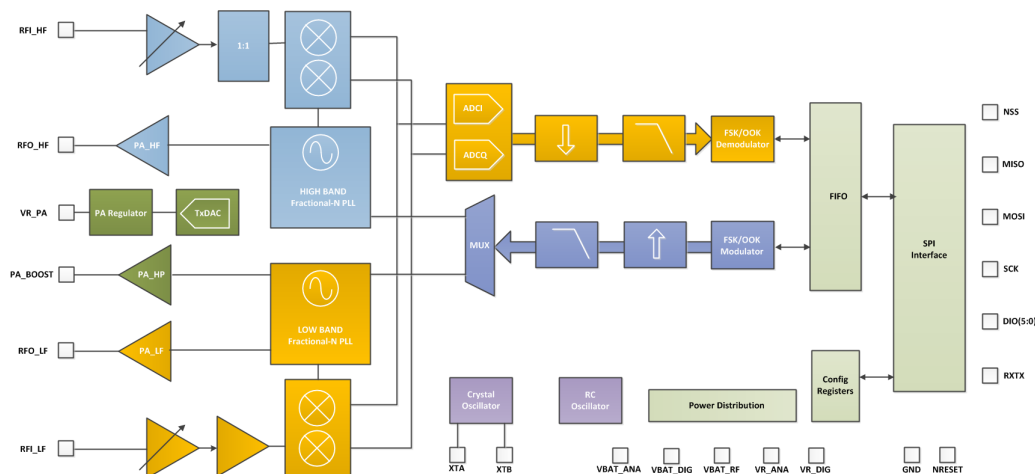 RFI_HF
1:1
RFO_HF
PA_HF
HIGH BAND
Fractional-N PLL
VR_PA
PA Regulator
TxDAC
PA_BOOST
PA_HP
LOW BAND
Fractional-N PLL
RFO_LF
PA_LF
RFI_LF
ADCI
ADCQ
FSK/OOK
Demodulator
MUX
FSK/OOK
Modulator
FIFO
SPI
Interface
Config
Registers
Crystal
Oscillator
RC
Oscillator
Power Distribution
NSS
MISO
MOSI
SCK
DIO(5:0)
RXTX
XTA
XTB
VBAT_ANA
VBAT_DIG
VBAT_RF
VR_ANA
VR_DIG
GND
NRESET